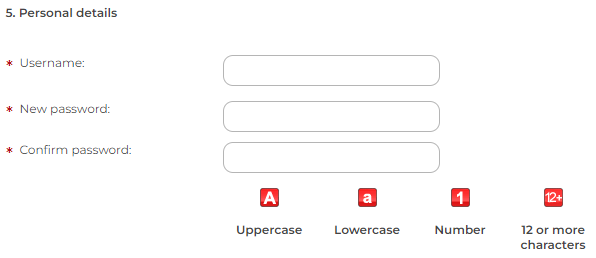 5. Personal details
* Username:
* New password:
* Confirm password:
A a 1 12+
Uppercase Lowercase Number 12 or more
characters